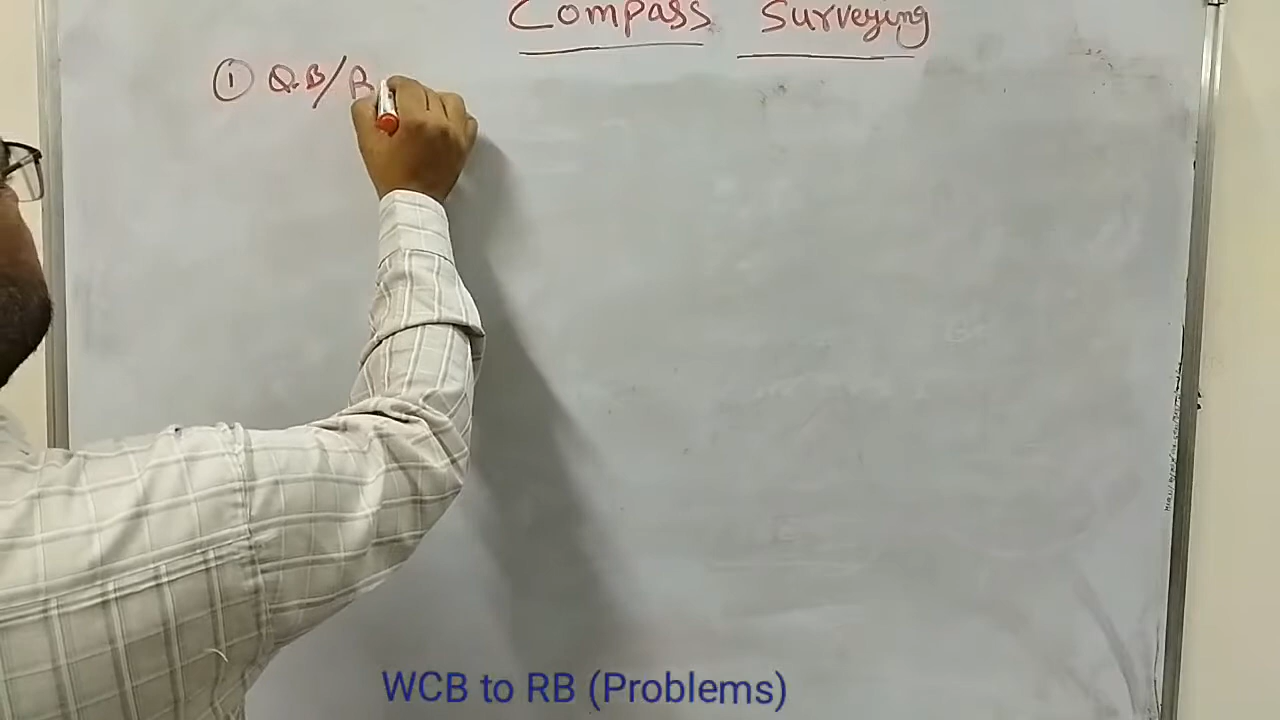 Compass Surveying
① Q.B/R
WCB to RB (Problems)